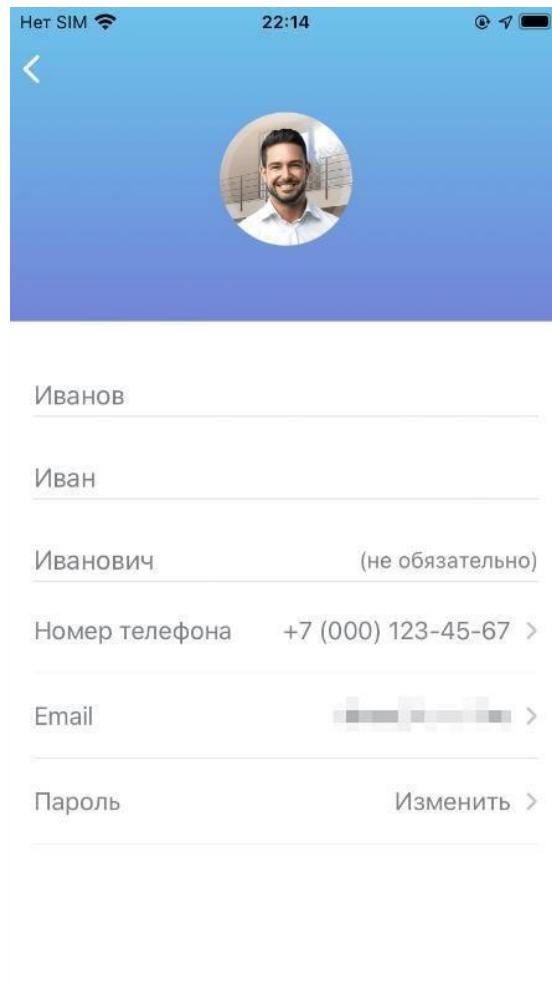 Нет SIM 22:14
Иванов
Иван
Иванович (не обязательно)
Номер телефона +7 (000) 123-45-67
Email
Пароль Изменить